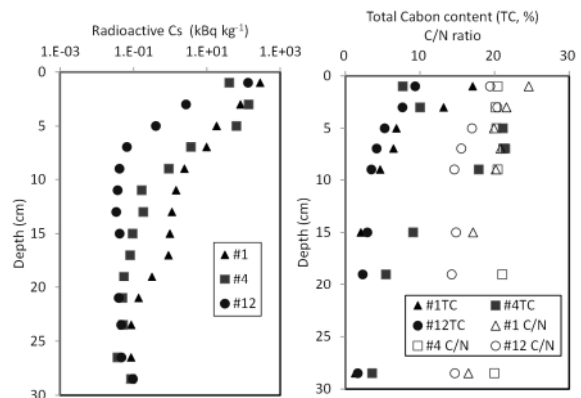 Radioactive Cs (kBq kg⁻¹)
1.E-03 1.E-01 1.E+01 1.E+03
0
5
10
15
20
25
30
Depth (cm)
#1
#4
#12
Total Cabon content (TC, %)
C/N ratio
0 10 20 30
0
5
10
15
20
25
30
Depth (cm)
#1TC #4TC
#12TC #1 C/N
#4 C/N #12 C/N